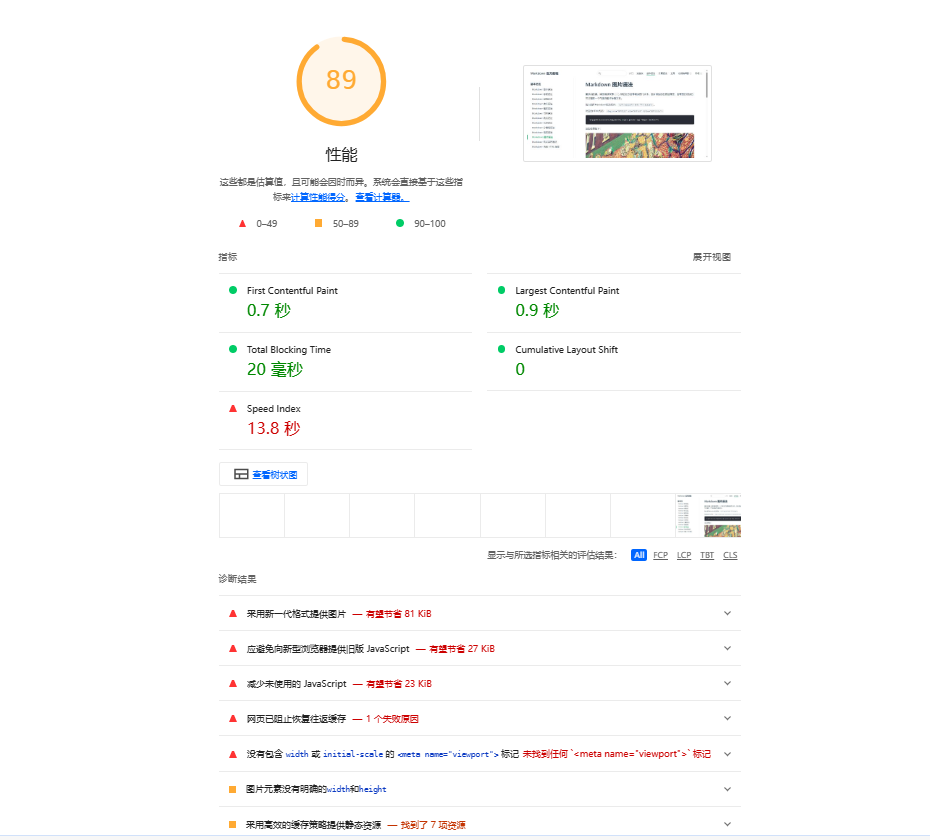 89
Markdown 图片语法
性能
这些都是估算值,且可能会因时而异。系统会直接基于这些指
标来计算性能得分。查看计算器。
0–49
50–89
90–100
指标
展开视图
First Contentful Paint
0.7 秒
Largest Contentful Paint
0.9 秒
Total Blocking Time
20 毫秒
Cumulative Layout Shift
0
Speed Index
13.8 秒
查看树状图
显示与所选指标相关的评估结果: All FCP LCP TBT CLS
诊断结果
采用新一代格式提供图片 — 有望节省 81 KiB
应避免向新型浏览器提供旧版 JavaScript — 有望节省 27 KiB
减少未使用的 JavaScript — 有望节省 23 KiB
网页已阻止恢复往返缓存 — 1 个失败原因
没有包含 width 或 initial-scale 的 <meta name="viewport"> 标记 未找到任何`<meta name="viewport">`标记
图片元素没有明确的width和height
采用高效的缓存策略提供静态资源 — 找到了 7 项资源